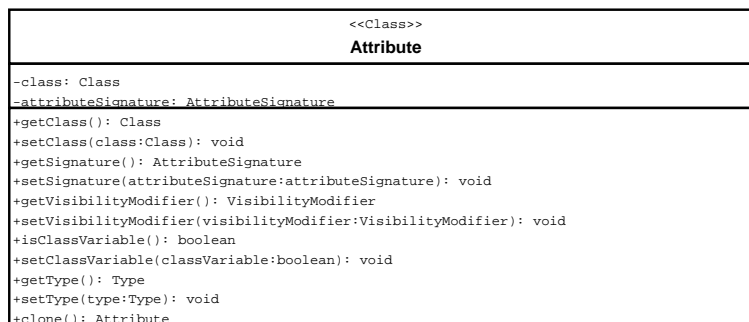 <<Class>>
Attribute
-class: Class
-attributeSignature: AttributeSignature
+getClass(): Class
+setClass(class:Class): void
+getSignature(): AttributeSignature
+setSignature(attributeSignature:attributeSignature): void
+getVisibilityModifier(): VisibilityModifier
+setVisibilityModifier(visibilityModifier:VisibilityModifier): void
+isClassVariable(): boolean
+setClassVariable(classVariable:boolean): void
+getType(): Type
+setType(type:Type): void
+clone(): Attribute